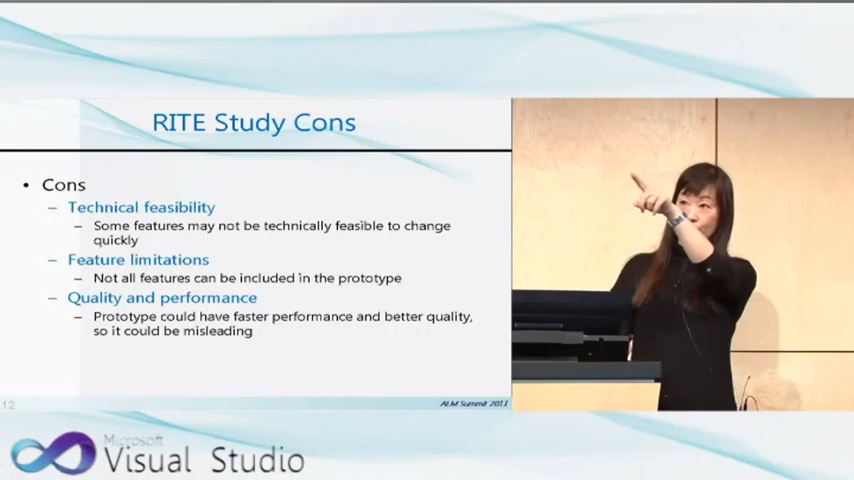 RITE Study Cons
• Cons
– Technical feasibility
– Some features may not be technically feasible to change
quickly
– Feature limitations
– Not all features can be included in the prototype
– Quality and performance
– Prototype could have faster performance and better quality,
so it could be misleading
12
ALM Summit 2011
Microsoft
Visual Studio